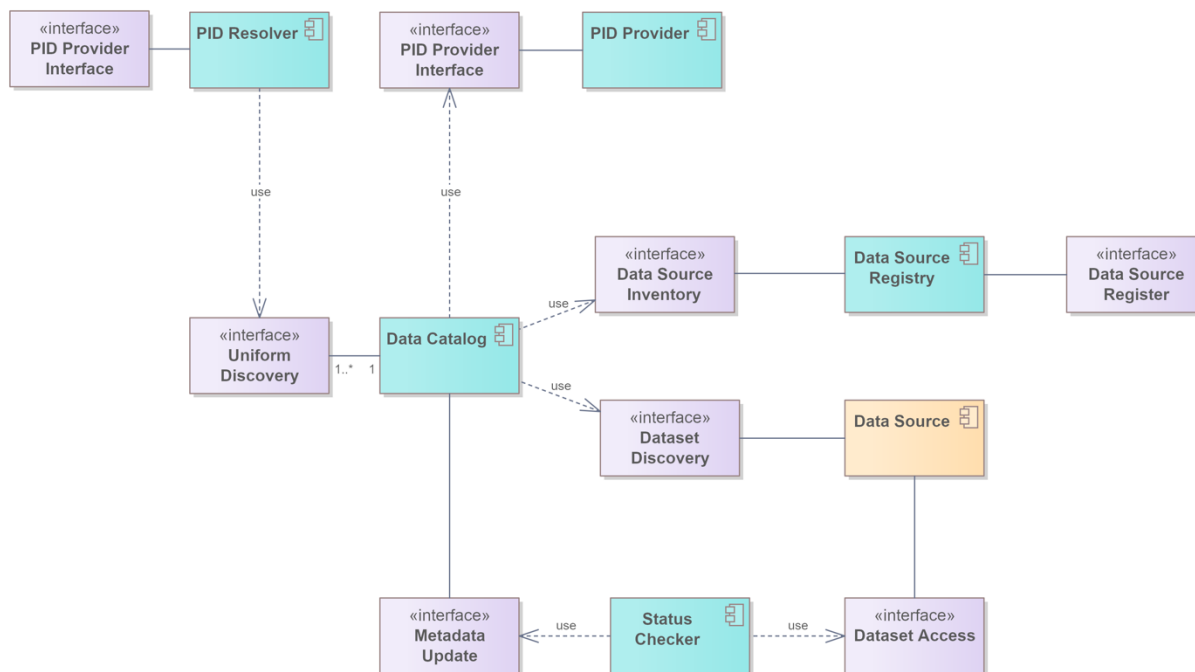 «interface»
PID Provider
Interface
PID Resolver
«interface»
PID Provider
Interface
PID Provider
use
use
«interface»
Data Source
Inventory
Data Source
Registry
«interface»
Data Source
Register
use
«interface»
Uniform
Discovery
1..*
1
Data Catalog
use
«interface»
Dataset
Discovery
Data Source
«interface»
Metadata
Update
use
Status
Checker
use
«interface»
Dataset Access